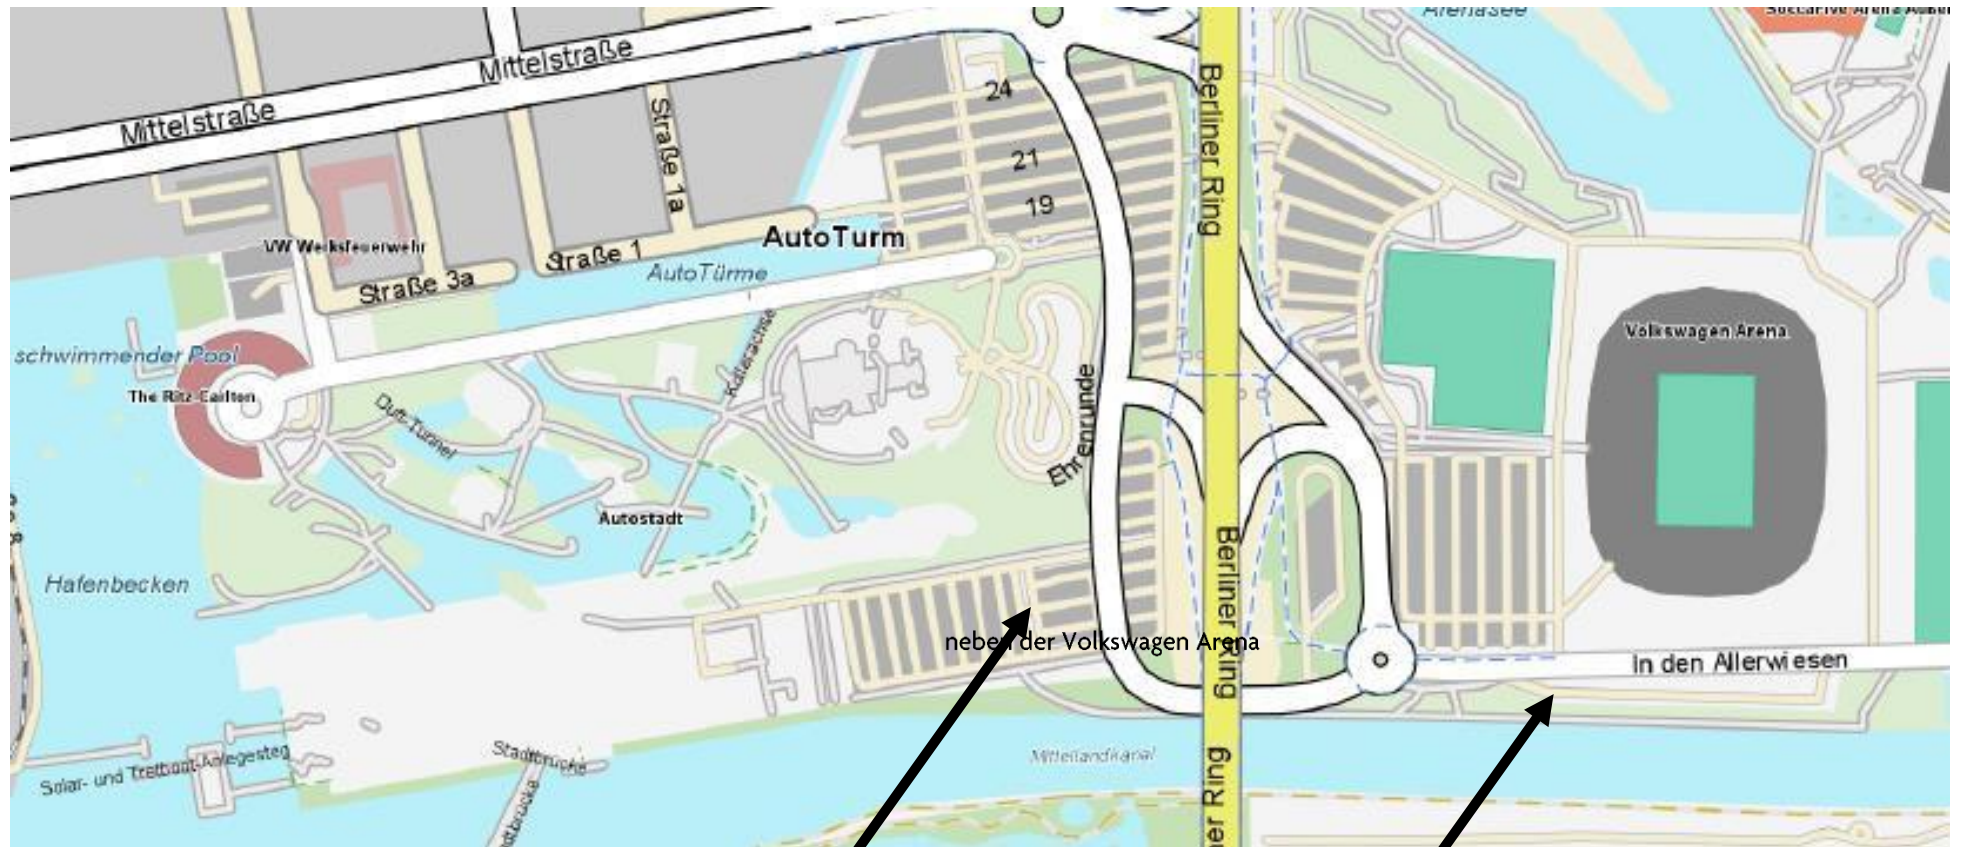 Arenasee
Mittelstraße
Mittelstraße
Straße 1a
24
21
19
Berliner Ring
VW Werksfeuerwehr
AutoTurm
Straße 1
AutoTürme
Straße 3a
schwimmender Pool
The Ritz-Carlton
Duft-Tunnel
Ehrenrunde
Volkswagen Arena
Autostadt
Berliner Ring
Hafenbecken
neben der Volkswagen Arena
In den Allerwiesen
Solar- und Tretboot-Anlegesteg
Stadtbrücke
Mittellandkanal